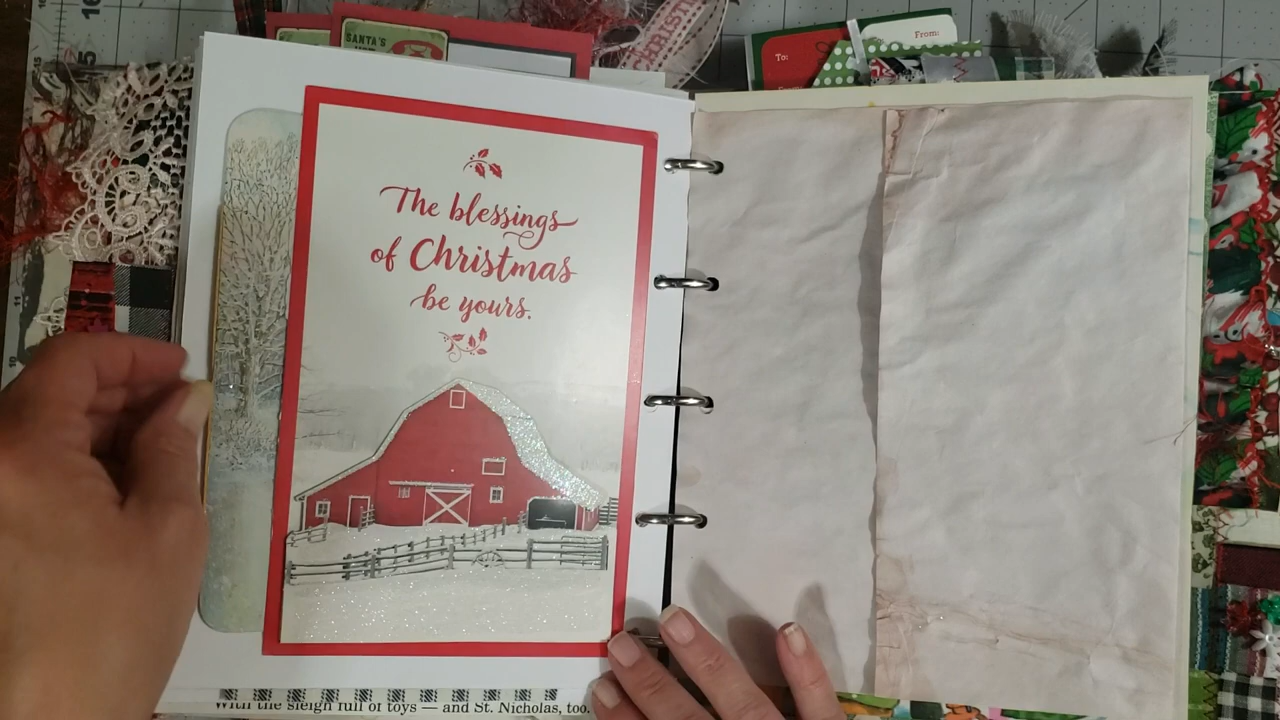 SANTA'S
Christm
To:
From:
The blessings
of Christmas
be yours.
With the sleigh full of toys — and St. Nicholas, too.